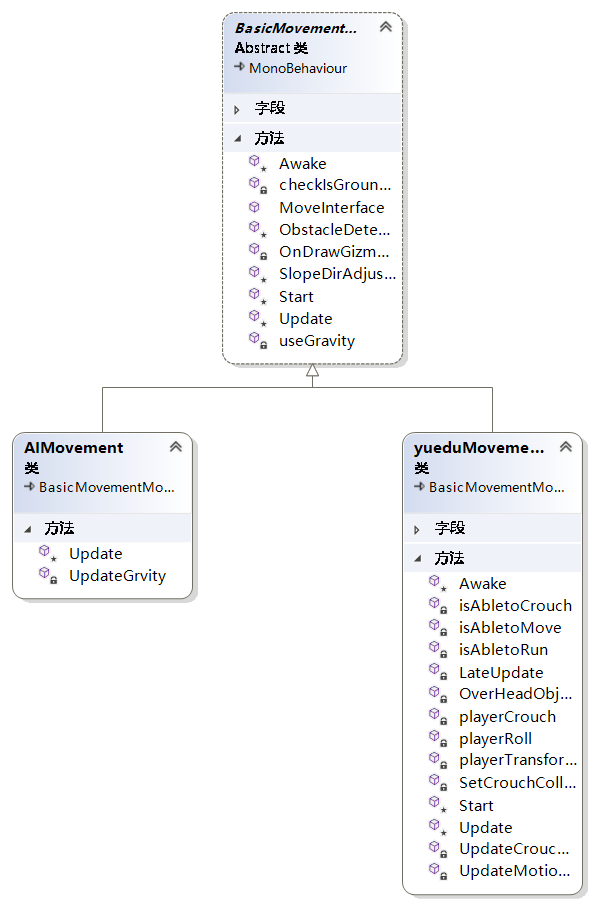 BasicMovement...
Abstract 类
MonoBehaviour
字段
方法
Awake
checkIsGroun...
MoveInterface
ObstacleDete...
OnDrawGizm...
SlopeDirAdjus...
Start
Update
useGravity
AIMovement
类
BasicMovementMo...
方法
Update
UpdateGrvity
yueduMoveme...
类
BasicMovementMo...
字段
方法
Awake
isAbletoCrouch
isAbletoMove
isAbletoRun
LateUpdate
OverHeadObj...
playerCrouch
playerRoll
playerTransfor...
SetCrouchColl...
Start
Update
UpdateCrouc...
UpdateMotio...